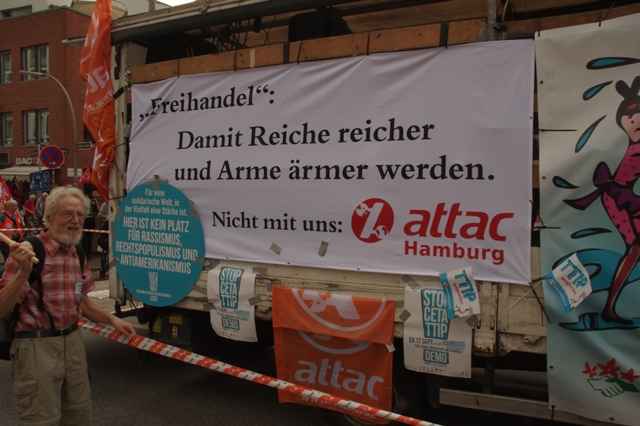 „Freihandel“:
Damit Reiche reicher
und Arme ärmer werden.
Nicht mit uns:
attac
Hamburg
Für eine
solidarische Welt, in
der Vielfalt eine Stärke ist.
HIER IST KEIN PLATZ
FÜR RASSISMUS,
RECHTSPOPULISMUS UND
ANTIAMERIKANISMUS
STOP
CETA
TTIP
DEMO
attac
STOP
CETA
TTIP
DEMO